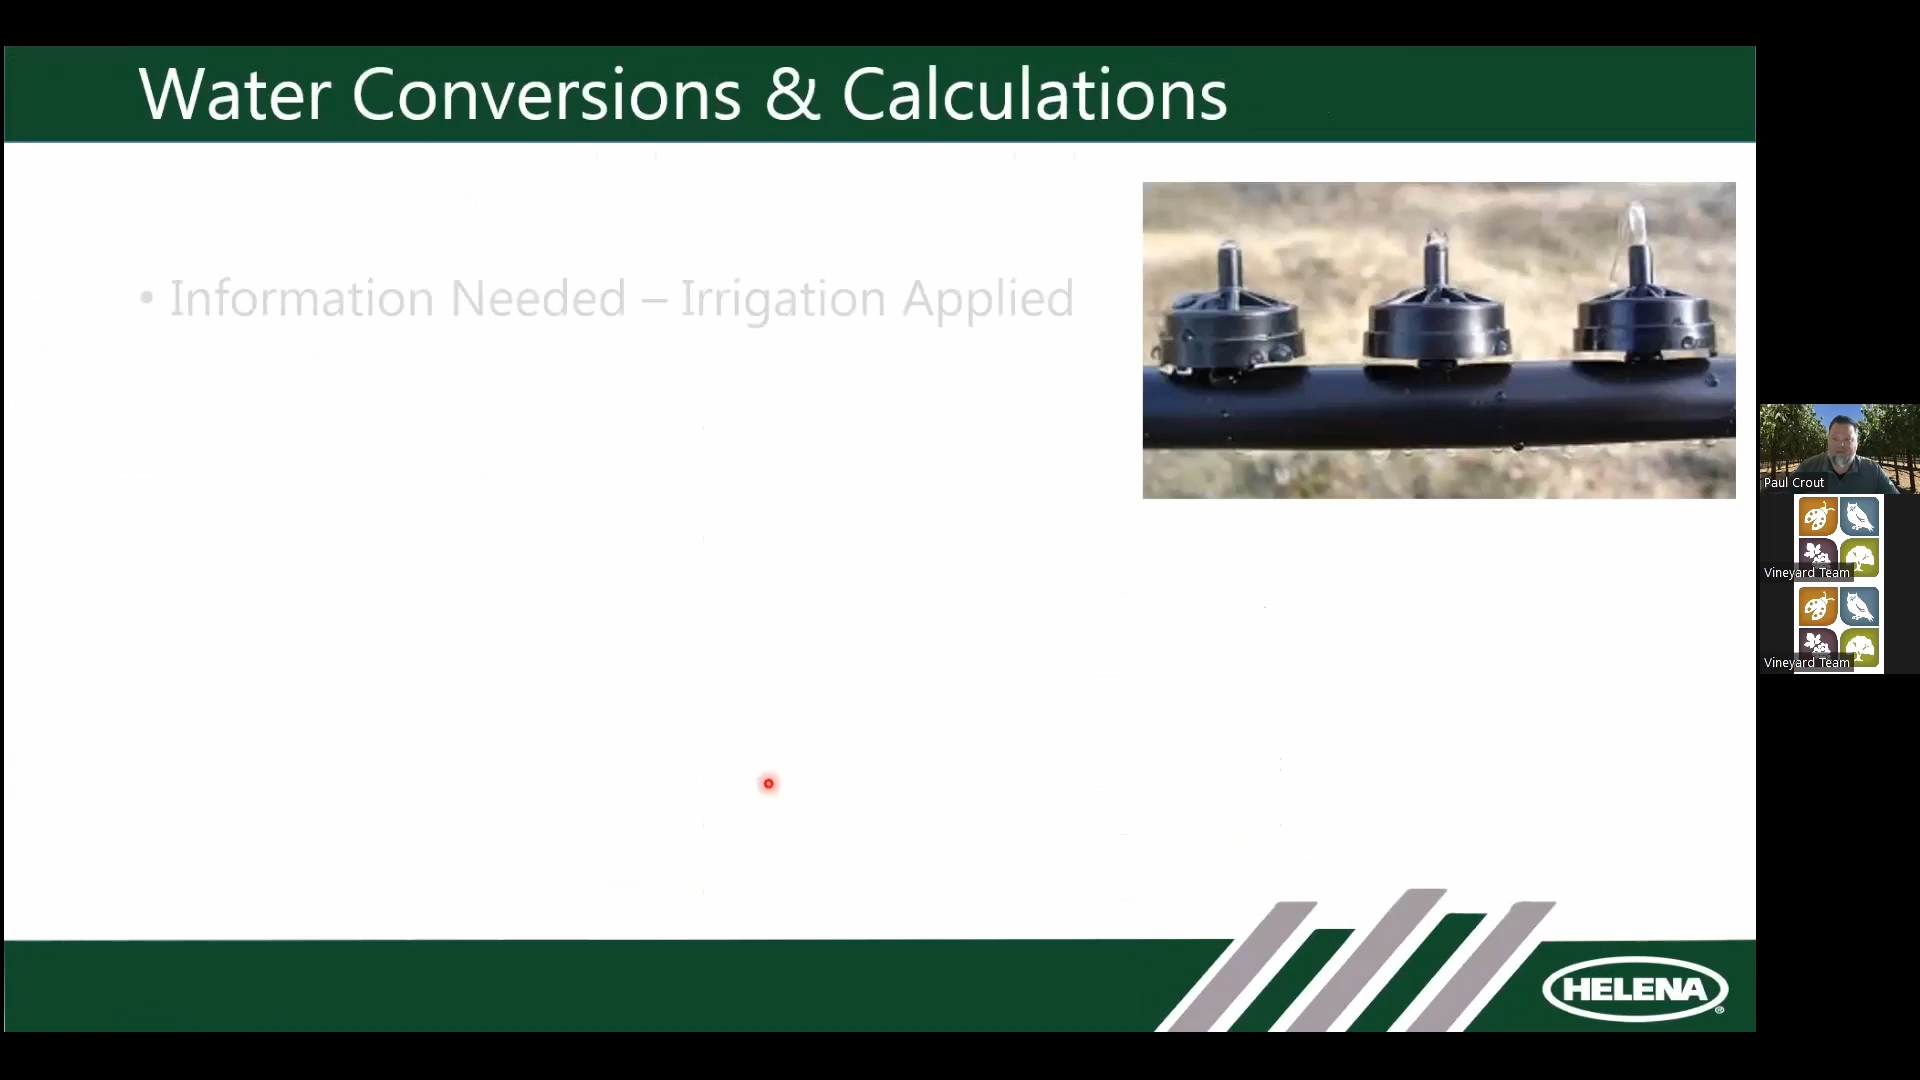 Water Conversions & Calculations
• Information Needed – Irrigation Applied
Paul Crout
Vineyard Team
Vineyard Team
HELENA®